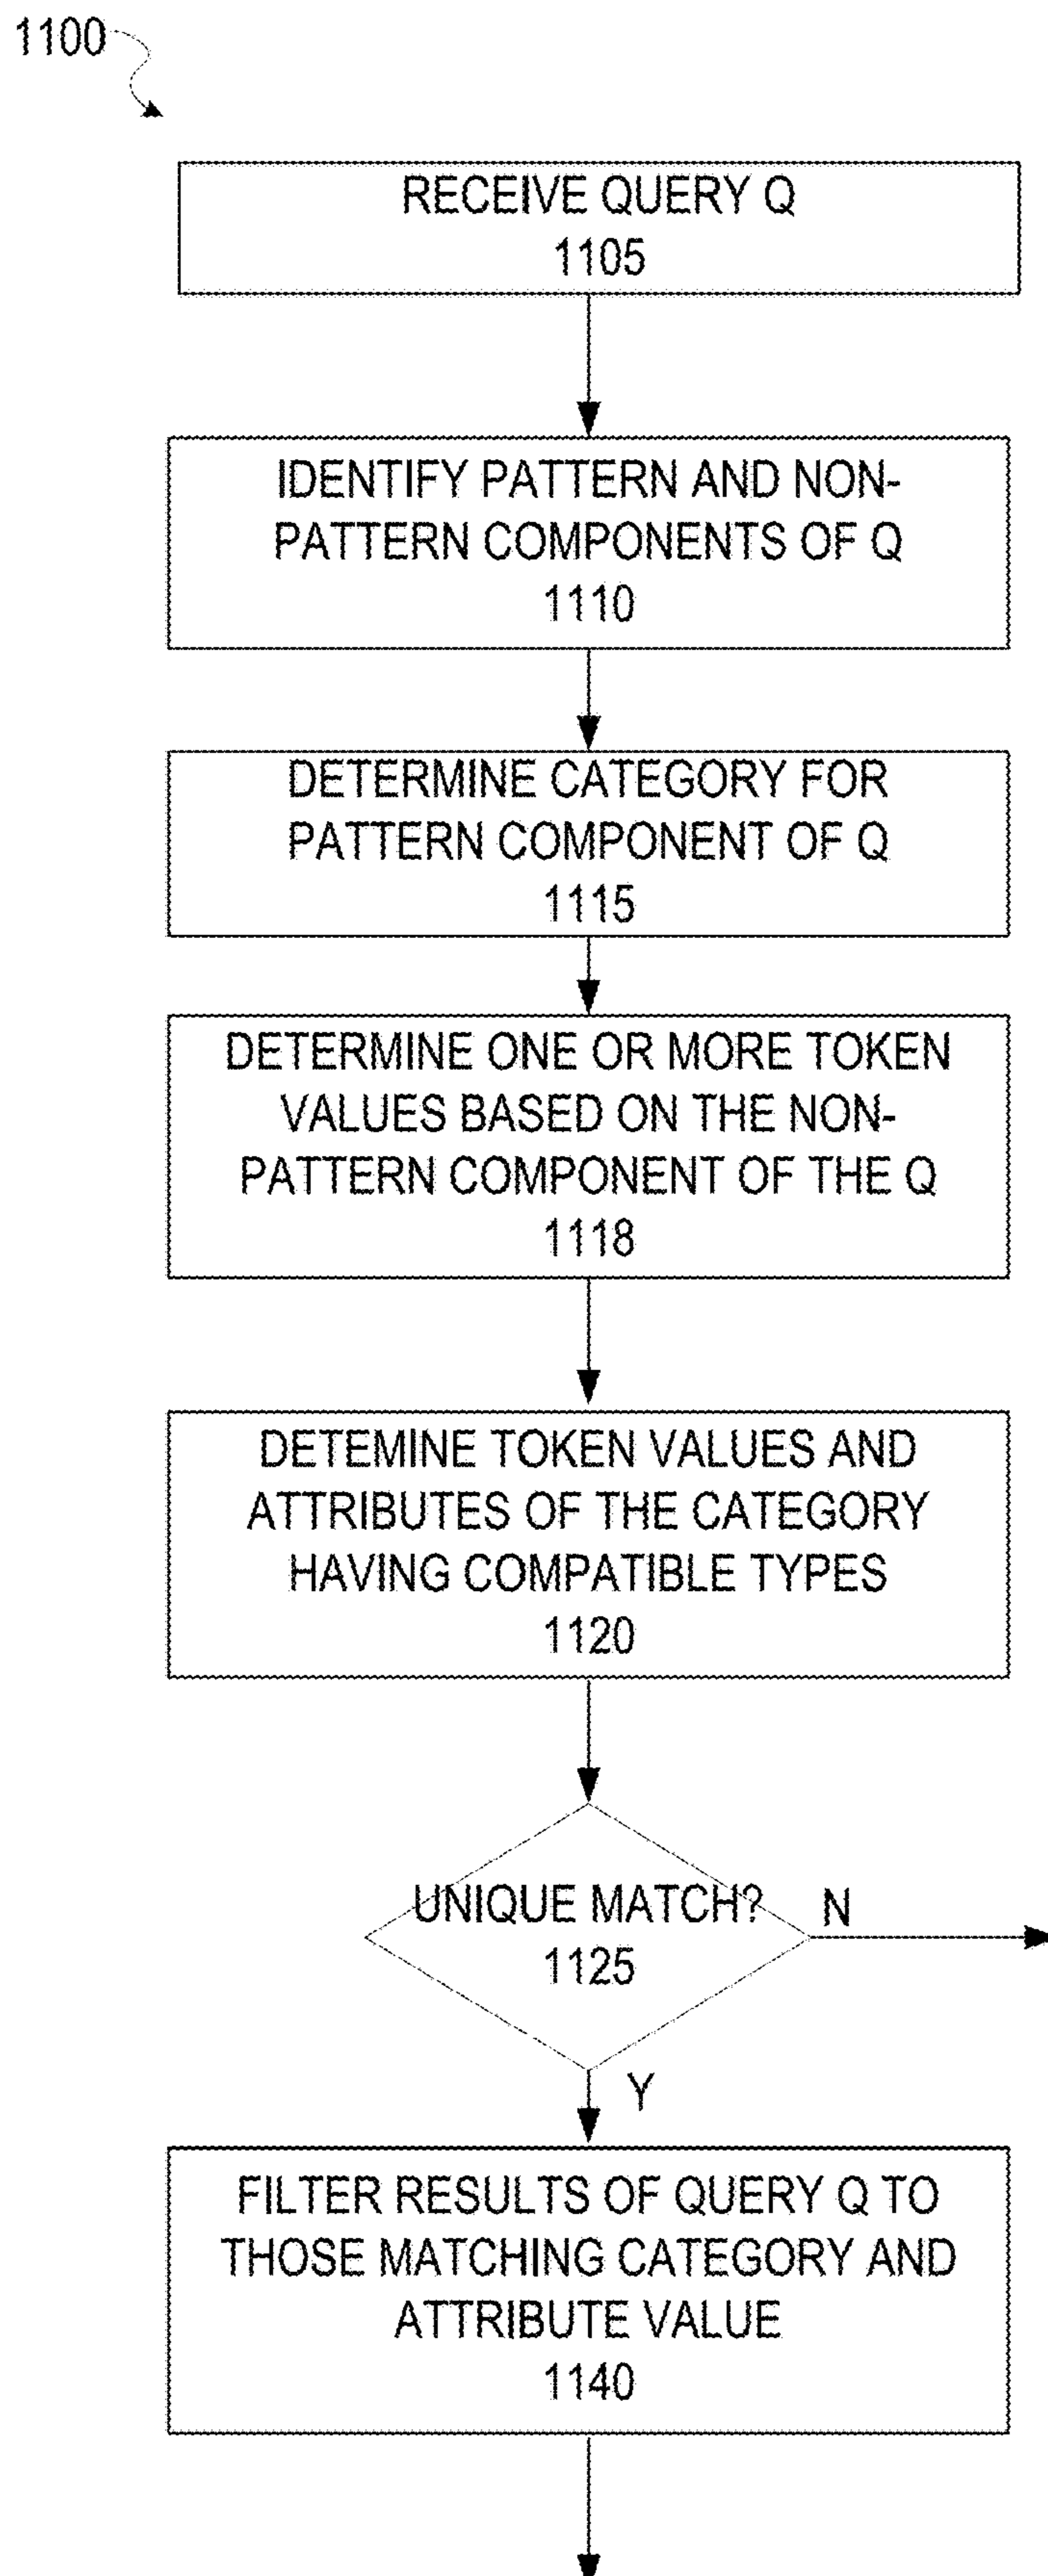 1100
RECEIVE QUERY Q
1105
IDENTIFY PATTERN AND NON-
PATTERN COMPONENTS OF Q
1110
DETERMINE CATEGORY FOR
PATTERN COMPONENT OF Q
1115
DETERMINE ONE OR MORE TOKEN
VALUES BASED ON THE NON-
PATTERN COMPONENT OF THE Q
1118
DETEMINE TOKEN VALUES AND
ATTRIBUTES OF THE CATEGORY
HAVING COMPATIBLE TYPES
1120
UNIQUE MATCH?
N
1125
Y
FILTER RESULTS OF QUERY Q TO
THOSE MATCHING CATEGORY AND
ATTRIBUTE VALUE
1140